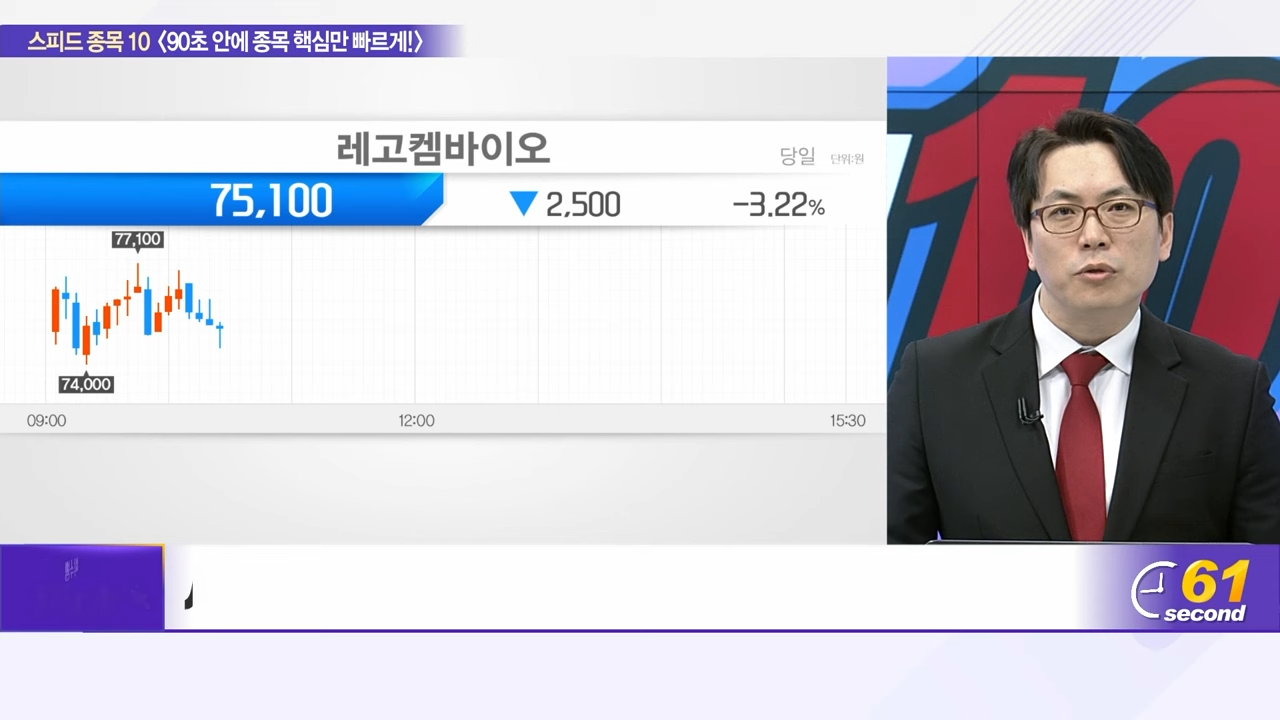 스피드 종목 10 <90초 안에 종목 핵심만 빠르게!>
레고켐바이오
당일 단위:원
75,100 ▼ 2,500 -3.22%
77,100
74,000
09:00 12:00 15:30
10
61
second